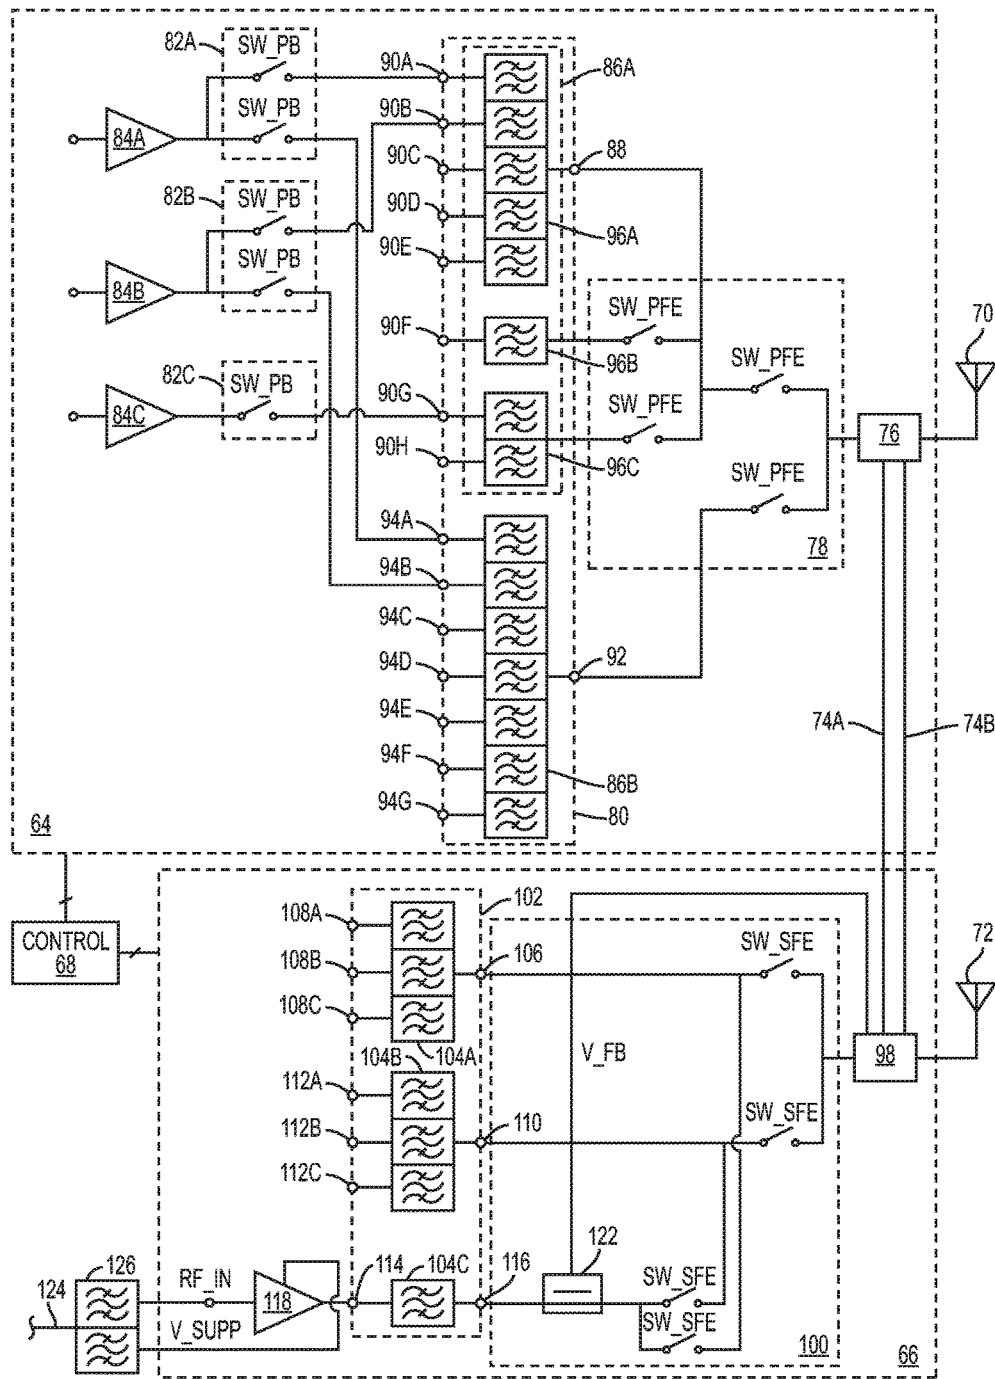 82A
SW_PB
90A
86A
SW_PB
90B
84A
90C
88
82B
SW_PB
90D
96A
SW_PB
90E
84B
SW_PFE
70
90F
96B
SW_PFE
82C
SW_PB
90G
SW_PFE
84C
76
90H
96C
SW_PFE
94A
78
94B
94C
94D
92
94E
74A
74B
94F
86B
94G
80
64
102
108A
CONTROL
68
106
SW_SFE
72
108B
108C
104B
104A
V_FB
98
112A
SW_SFE
112B
110
112C
122
126
RF_IN
114
104C
116
SW_SFE
124
118
SW_SFE
V_SUPP
100
66